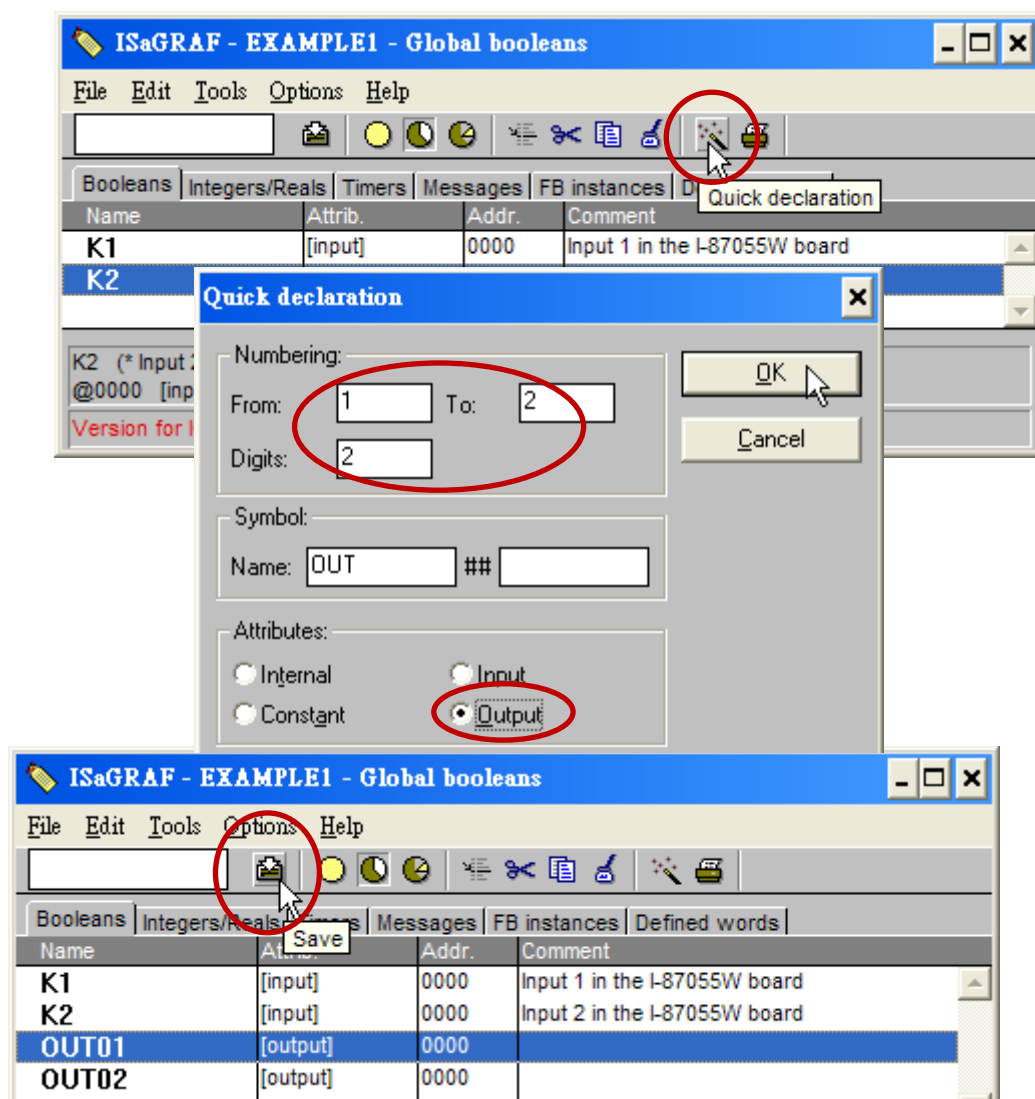 ISaGRAF - EXAMPLE1 - Global booleans
File Edit Tools Options Help
Booleans Integers/Reals Timers Messages FB instances
Quick declaration
Name Attrib. Addr. Comment
K1 [input] 0000 Input 1 in the I-87055W board
K2
Quick declaration
K2 (* Input
@0000 [inp
Version for
Numbering:
From: 1 To: 2
Digits: 2
OK
Cancel
Symbol:
Name: OUT ##
Attributes:
Internal Input
Constant Output
ISaGRAF - EXAMPLE1 - Global booleans
File Edit Tools Options Help
Booleans Integers/Reals Timers Messages FB instances Defined words
Save
Name Attrib. Addr. Comment
K1 [input] 0000 Input 1 in the I-87055W board
K2 [input] 0000 Input 2 in the I-87055W board
OUT01 [output] 0000
OUT02 [output] 0000